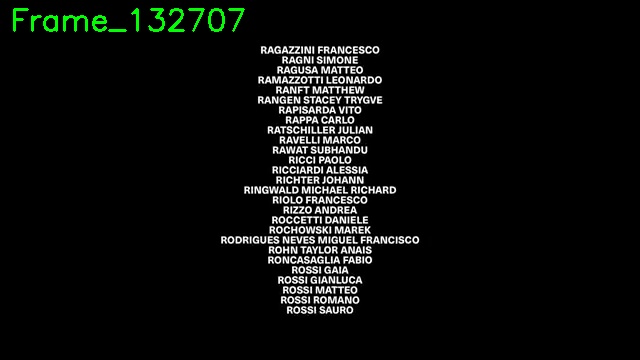 Frame_132707
RAGAZZINI FRANCESCO
RAGNI SIMONE
RAGUSA MATTEO
RAMAZZOTTI LEONARDO
RANFT MATTHEW
RANGEN STACEY TRYGVE
RAPISARDA VITO
RAPPA CARLO
RATSCHILLER JULIAN
RAVELLI MARCO
RAWAT SUBHANDU
RICCI PAOLO
RICCIARDI ALESSIA
RICHTER JOHANN
RINGWALD MICHAEL RICHARD
RIOLO FRANCESCO
RIZZO ANDREA
ROCCETTI DANIELE
ROCHOWSKI MAREK
RODRIGUES NEVES MIGUEL FRANCISCO
ROHN TAYLOR ANAIS
RONCASAGLIA FABIO
ROSSI GAIA
ROSSI GIANLUCA
ROSSI MATTEO
ROSSI ROMANO
ROSSI SAURO